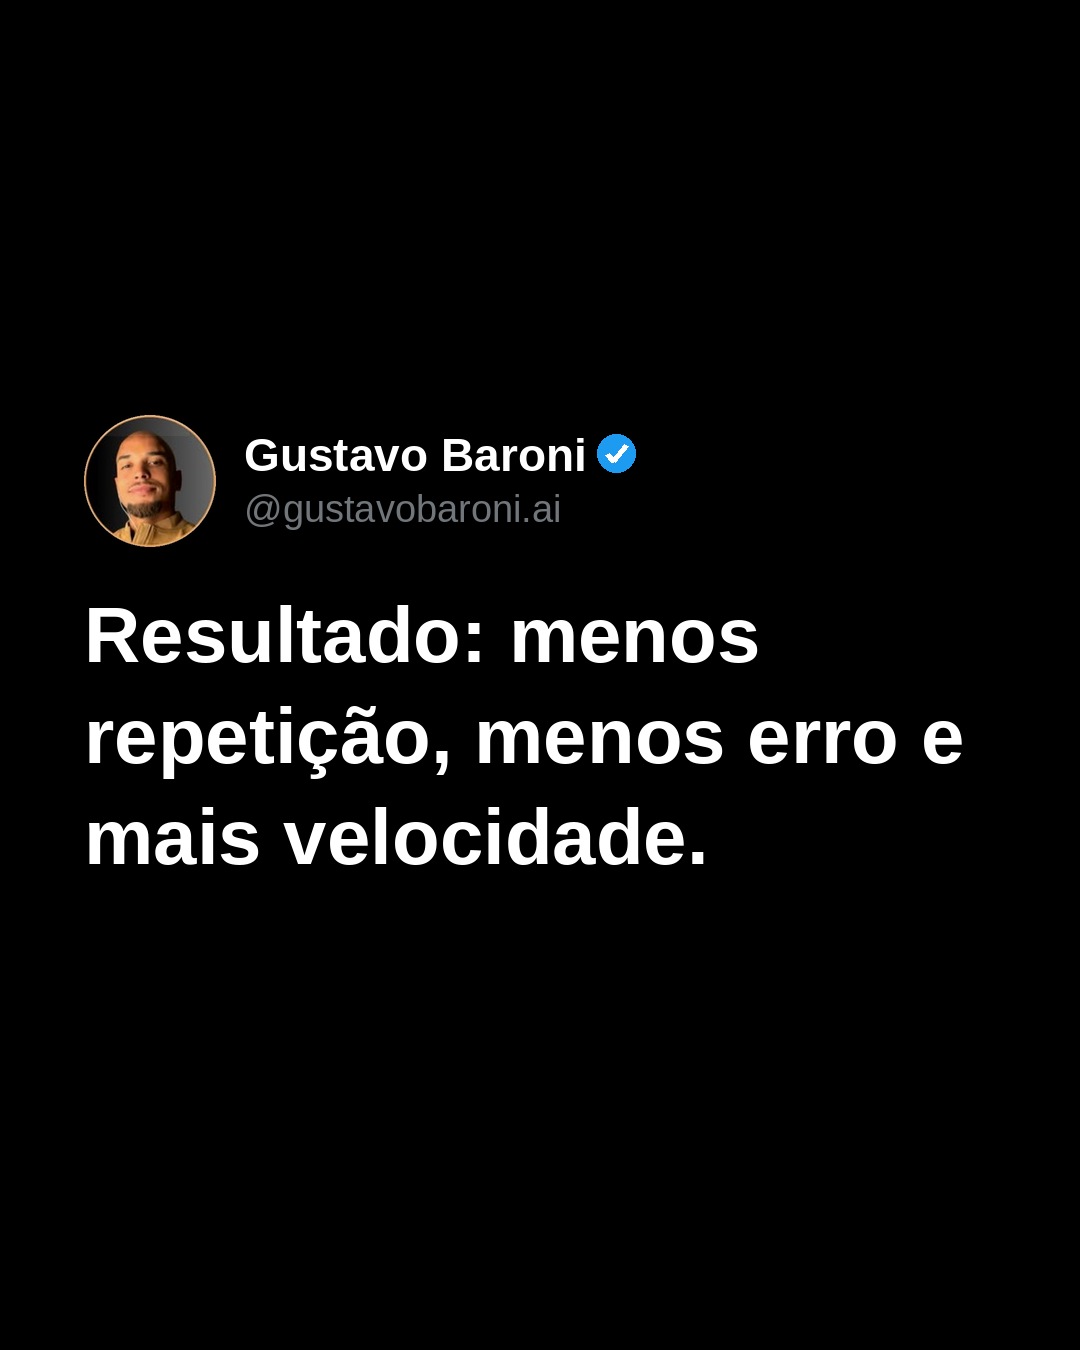 Gustavo Baroni
@gustavobaroni.ai
Resultado: menos
repetição, menos erro e
mais velocidade.